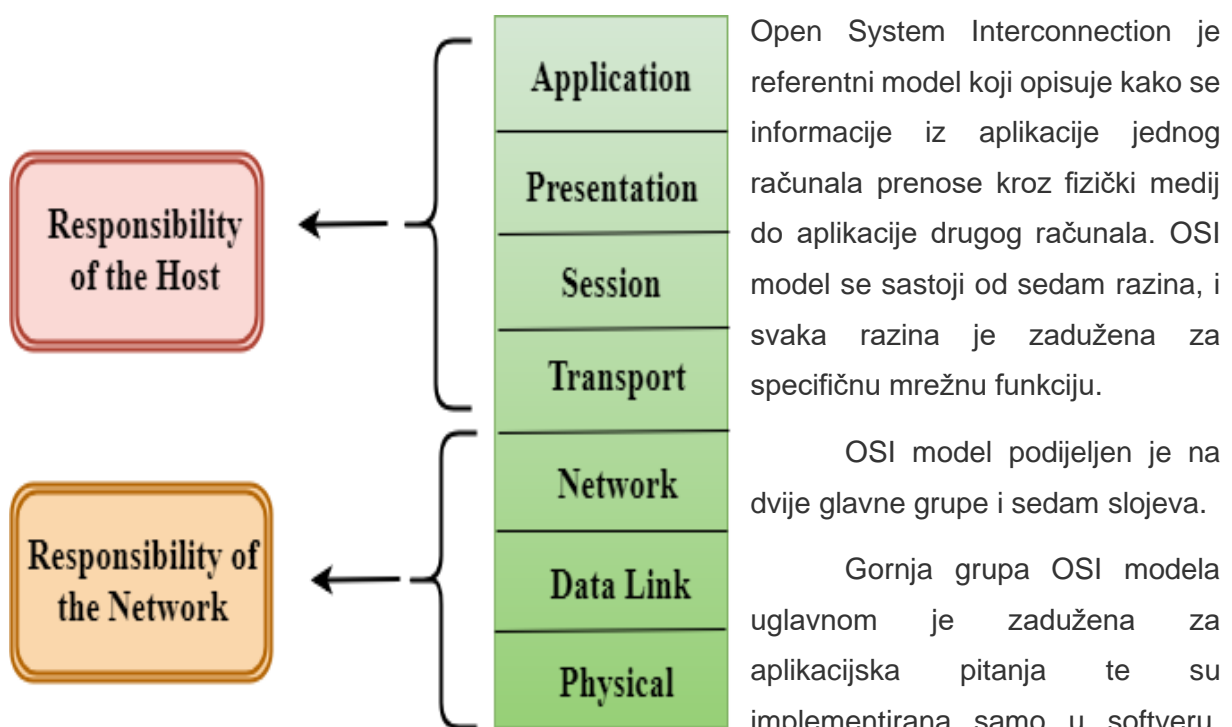 Application
Presentation
Session
Transport
Network
Data Link
Physical
Responsibility
of the Host
Responsibility of
the Network
Open System Interconnection je
referentni model koji opisuje kako se
informacije iz aplikacije jednog
računala prenose kroz fizički medij
do aplikacije drugog računala. OSI
model se sastoji od sedam razina, i
svaka razina je zadužena za
specifičnu mrežnu funkciju.
OSI model podijeljen je na
dvije glavne grupe i sedam slojeva.
Gornja grupa OSI modela
uglavnom je zadužena za
aplikacijska pitanja te su
implementirana samo u softveru.